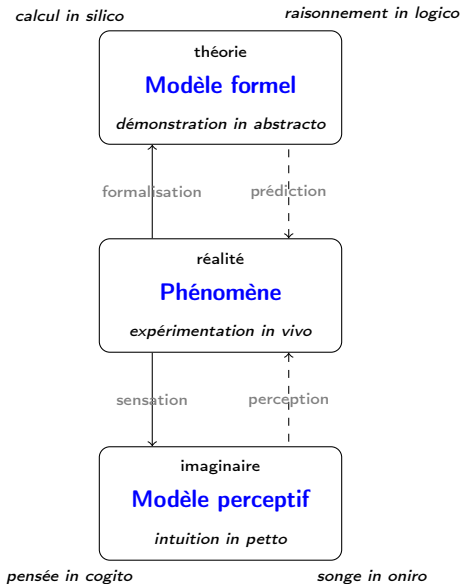 calcul in silico
raisonnement in logico
théorie
Modèle formel
démonstration in abstracto
formalisation
prédiction
réalité
Phénomène
expérimentation in vivo
sensation
perception
imaginaire
Modèle perceptif
intuition in petto
pensée in cogito
songe in oniro